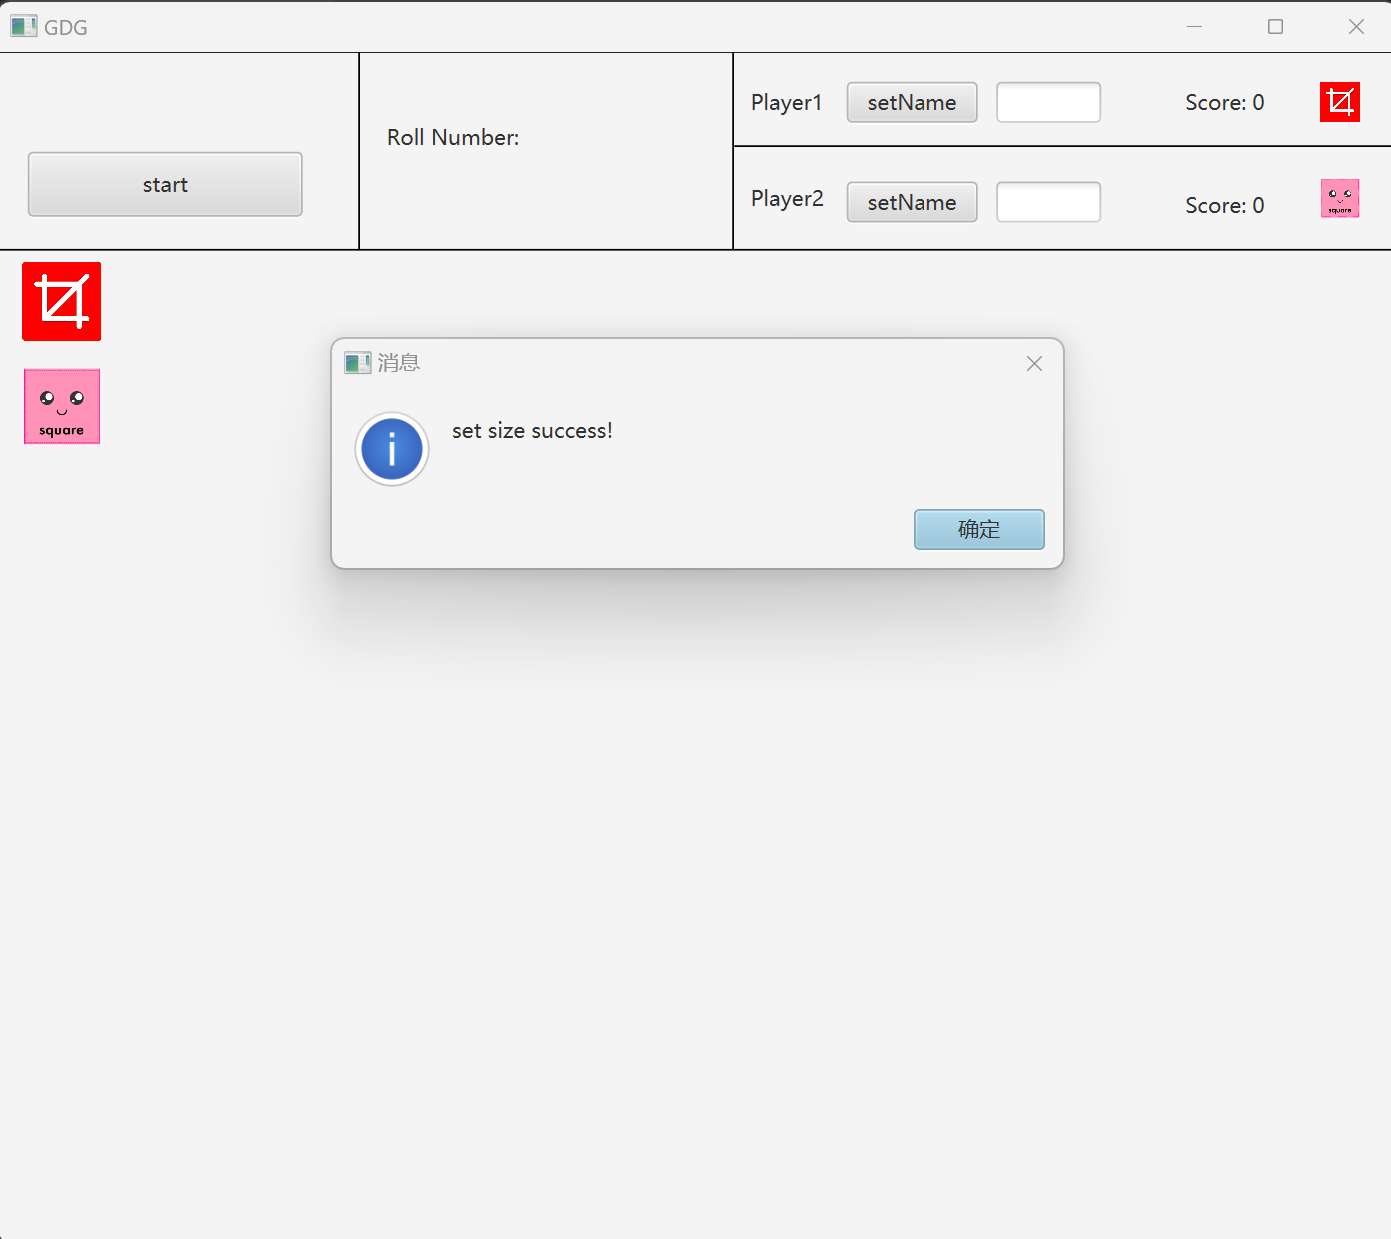 GDG
start
Roll Number:
Player1
setName
Score: 0
Player2
setName
Score: 0
square
square
消息
set size success!
确定